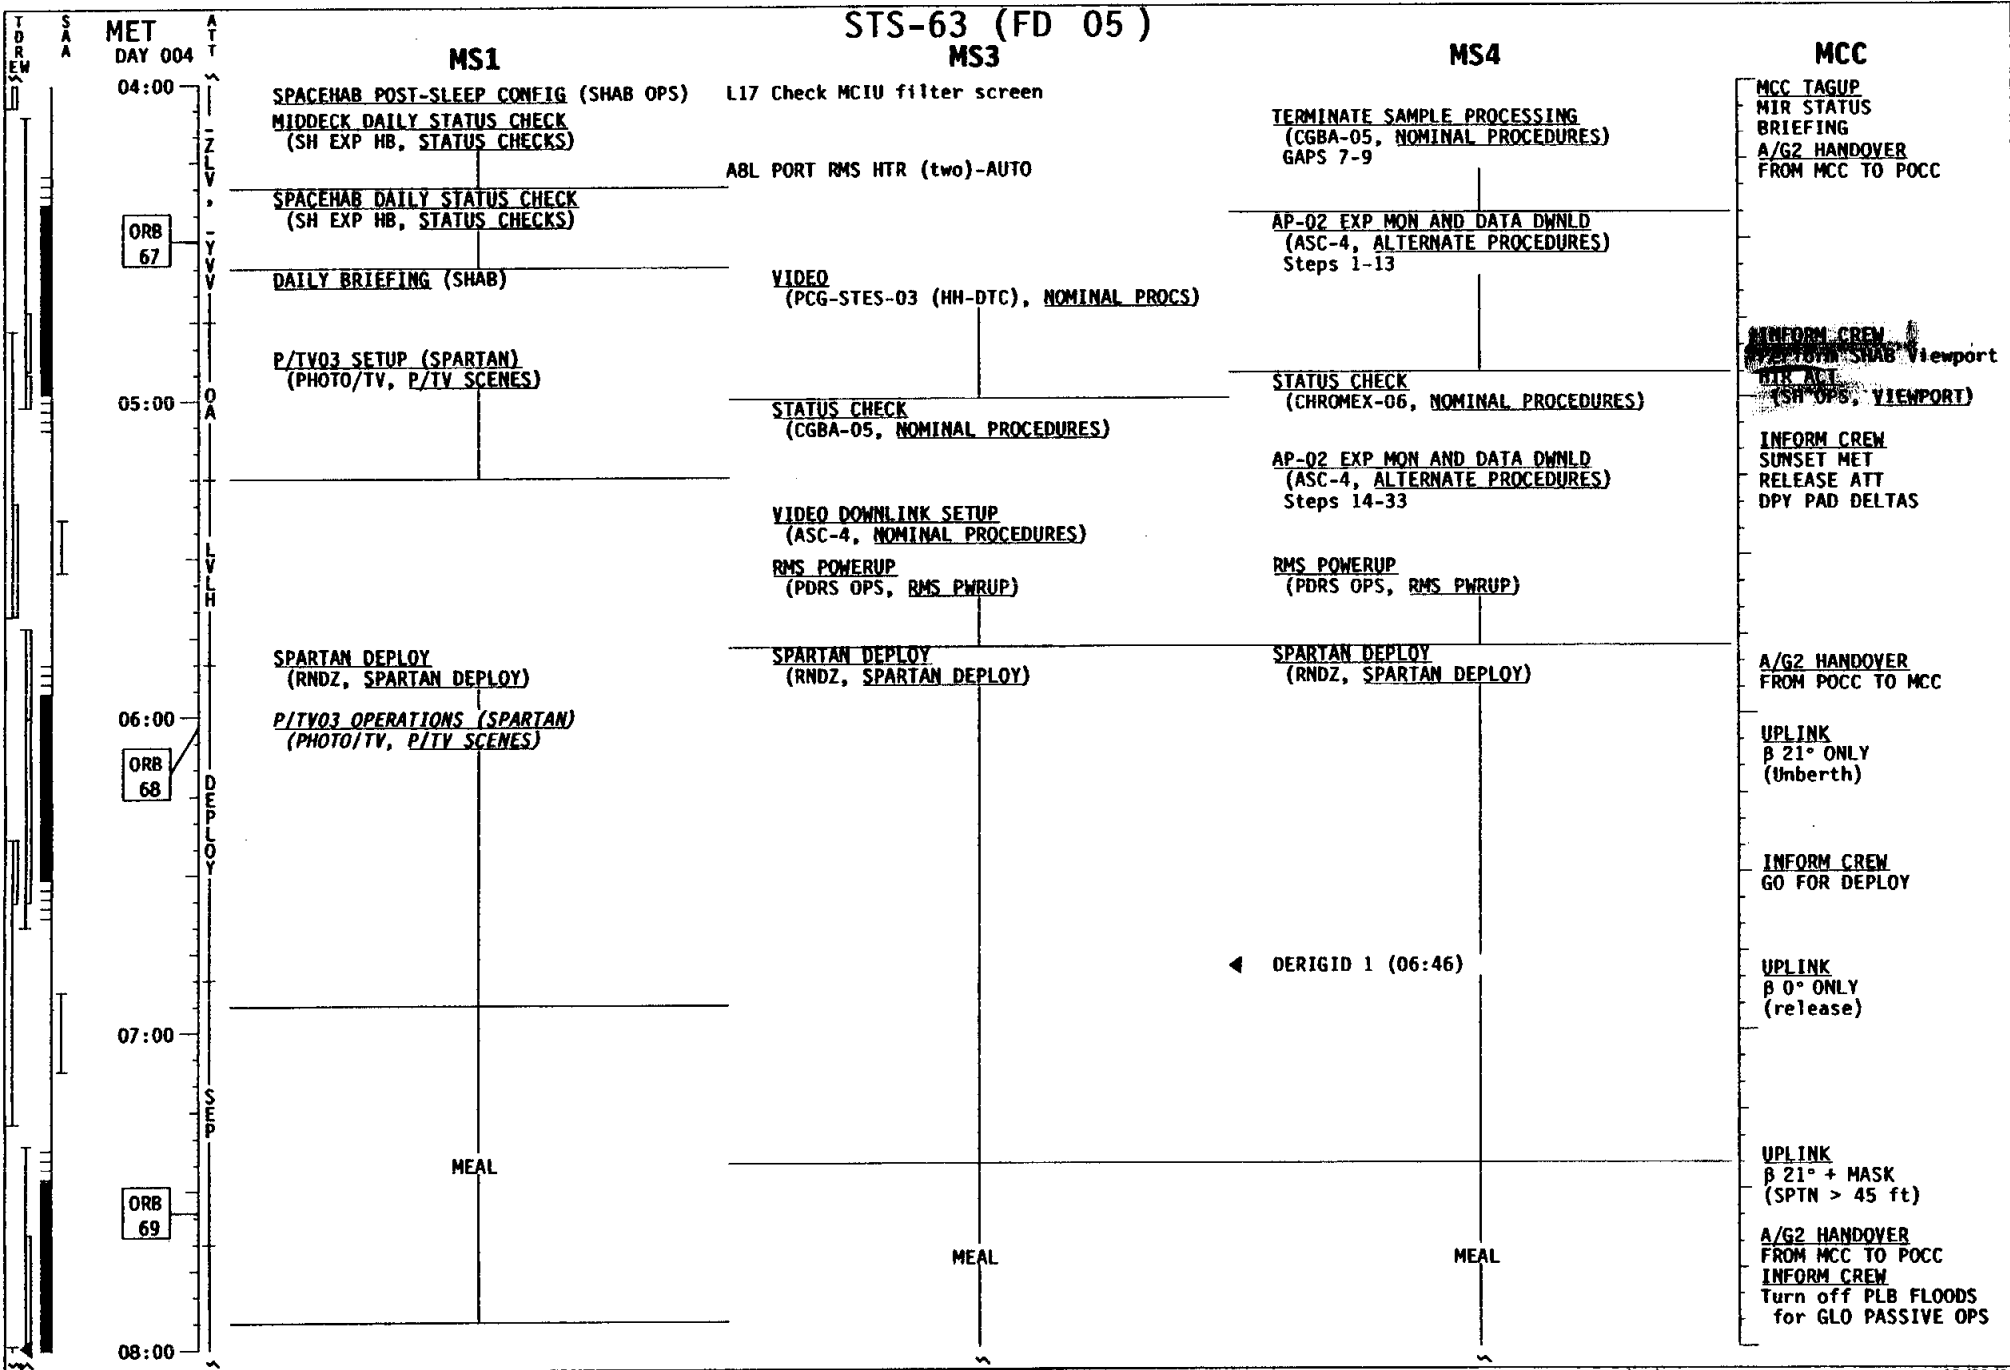 STS-63 (FD 05)
TDRE
W
SAA
MET
DAY 004
ATT
MS1
MS3
MS4
MCC
04:00
ORB
67
05:00
06:00
ORB
68
07:00
ORB
69
08:00
-ZLV, -YVV
OA
LVLH
DEPLOY
SEP
SPACEHAB POST-SLEEP CONFIG (SHAB OPS)
MIDDECK DAILY STATUS CHECK
(SH EXP HB, STATUS CHECKS)
SPACEHAB DAILY STATUS CHECK
(SH EXP HB, STATUS CHECKS)
DAILY BRIEFING (SHAB)
P/TV03 SETUP (SPARTAN)
(PHOTO/TV, P/TV SCENES)
SPARTAN DEPLOY
(RNDZ, SPARTAN DEPLOY)
P/TV03 OPERATIONS (SPARTAN)
(PHOTO/TV, P/TV SCENES)
MEAL
L17 Check MCIU filter screen
A8L PORT RMS HTR (two)-AUTO
VIDEO
(PCG-STES-03 (HH-DTC), NOMINAL PROCS)
STATUS CHECK
(CGBA-05, NOMINAL PROCEDURES)
VIDEO DOWNLINK SETUP
(ASC-4, NOMINAL PROCEDURES)
RMS POWERUP
(PDRS OPS, RMS PWRUP)
SPARTAN DEPLOY
(RNDZ, SPARTAN DEPLOY)
MEAL
TERMINATE SAMPLE PROCESSING
(CGBA-05, NOMINAL PROCEDURES)
GAPS 7-9
AP-02 EXP MON AND DATA DWNLD
(ASC-4, ALTERNATE PROCEDURES)
Steps 1-13
STATUS CHECK
(CHROMEX-06, NOMINAL PROCEDURES)
AP-02 EXP MON AND DATA DWNLD
(ASC-4, ALTERNATE PROCEDURES)
Steps 14-33
RMS POWERUP
(PDRS OPS, RMS PWRUP)
SPARTAN DEPLOY
(RNDZ, SPARTAN DEPLOY)
◀ DERIGID 1 (06:46)
MEAL
MCC TAGUP
MIR STATUS
BRIEFING
A/G2 HANDOVER
FROM MCC TO POCC
INFORM CREW
Perform SHAB Viewport
HTR ACT
(SH OPS, VIEWPORT)
INFORM CREW
SUNSET MET
RELEASE ATT
DPY PAD DELTAS
A/G2 HANDOVER
FROM POCC TO MCC
UPLINK
β 21° ONLY
(Unberth)
INFORM CREW
GO FOR DEPLOY
UPLINK
β 0° ONLY
(release)
UPLINK
β 21° + MASK
(SPTN > 45 ft)
A/G2 HANDOVER
FROM MCC TO POCC
INFORM CREW
Turn off PLB FLOODS
for GLO PASSIVE OPS